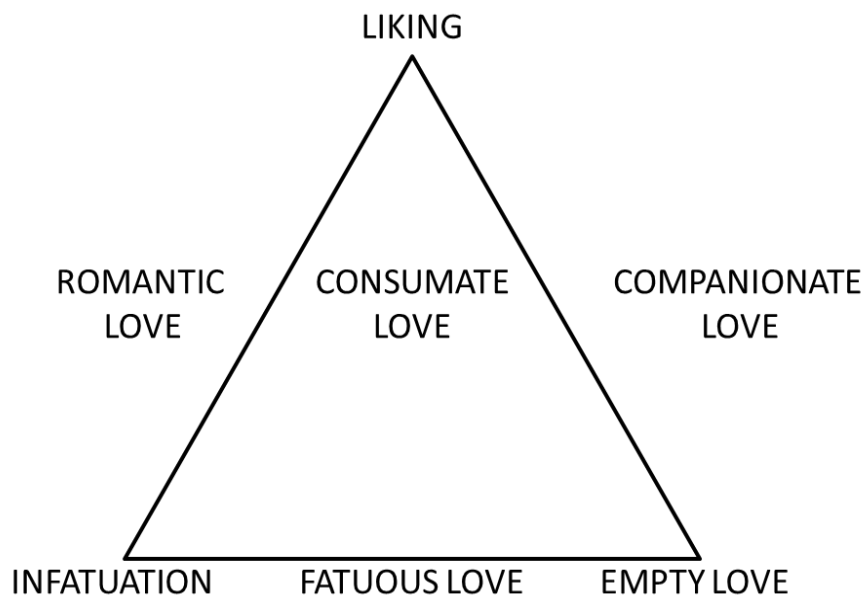 LIKING
ROMANTIC
LOVE
CONSUMATE
LOVE
COMPANIONATE
LOVE
INFATUATION
FATUOUS LOVE
EMPTY LOVE